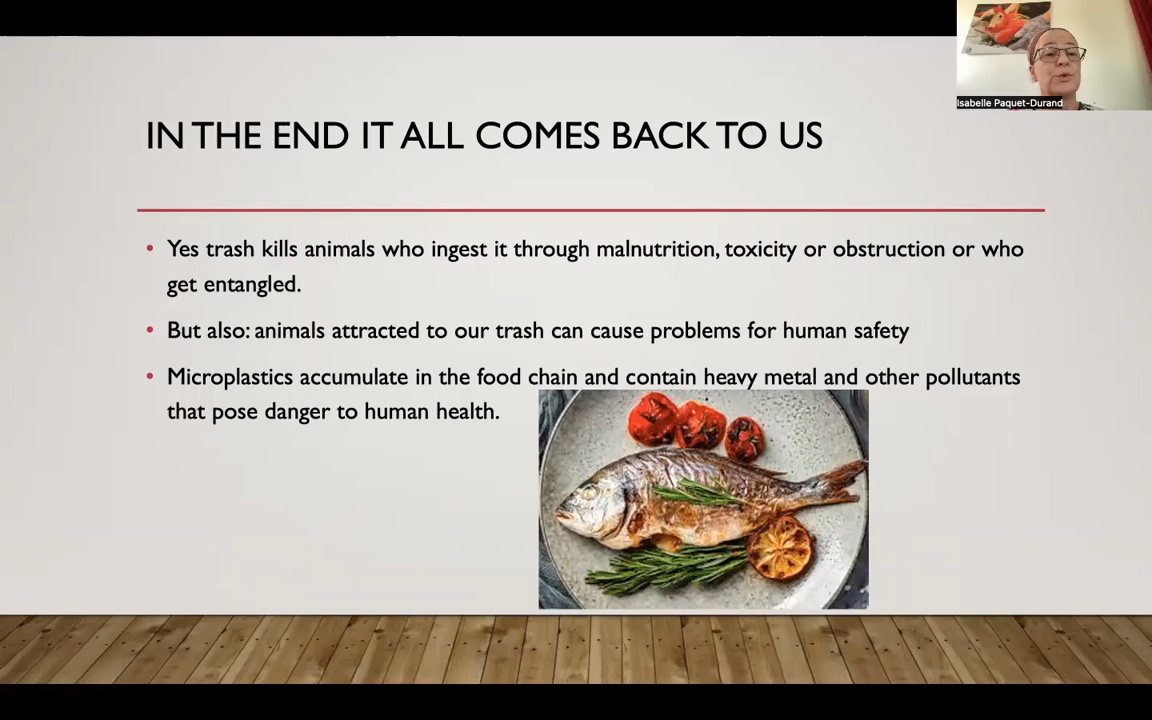 Isabelle Paquet-Durand
IN THE END IT ALL COMES BACK TO US
• Yes trash kills animals who ingest it through malnutrition, toxicity or obstruction or who
get entangled.
• But also: animals attracted to our trash can cause problems for human safety
• Microplastics accumulate in the food chain and contain heavy metal and other pollutants
that pose danger to human health.